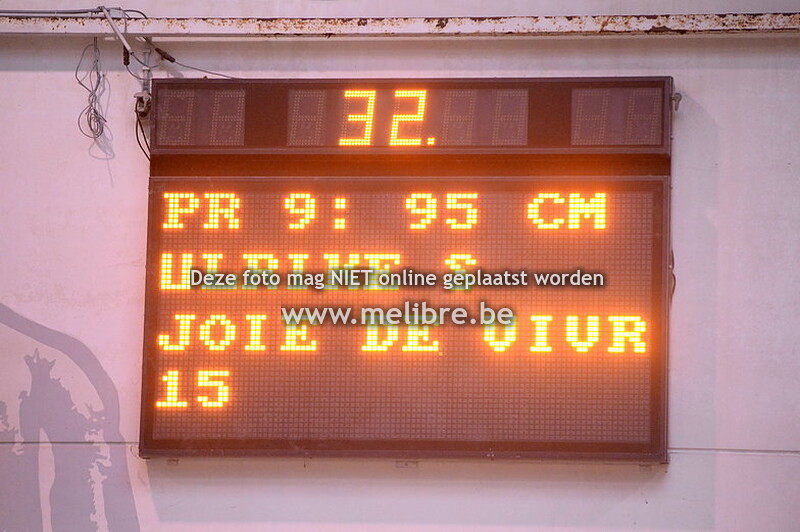 32.
PR 9: 95 CM
ULRIKE S
Deze foto mag NIET online geplaatst worden
www.melibre.be
JOIE DE VIVR
15